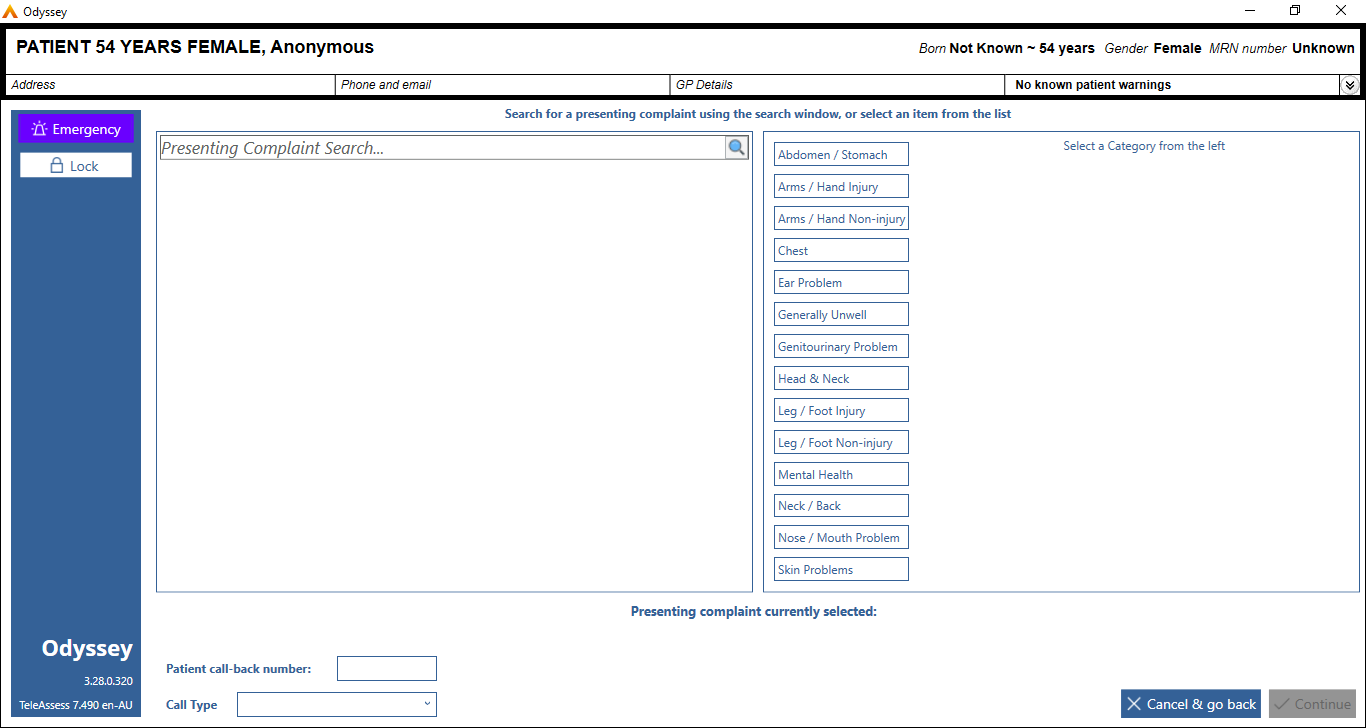 Odyssey
PATIENT 54 YEARS FEMALE, Anonymous
Born Not Known ~ 54 years Gender Female MRN number Unknown
Address
Phone and email
GP Details
No known patient warnings
Emergency
Lock
Search for a presenting complaint using the search window, or select an item from the list
Presenting Complaint Search...
Abdomen / Stomach
Arms / Hand Injury
Arms / Hand Non-injury
Chest
Ear Problem
Generally Unwell
Genitourinary Problem
Head & Neck
Leg / Foot Injury
Leg / Foot Non-injury
Mental Health
Neck / Back
Nose / Mouth Problem
Skin Problems
Select a Category from the left
Presenting complaint currently selected:
Odyssey
3.28.0.320
TeleAssess 7.490 en-AU
Patient call-back number:
Call Type
Cancel & go back
Continue